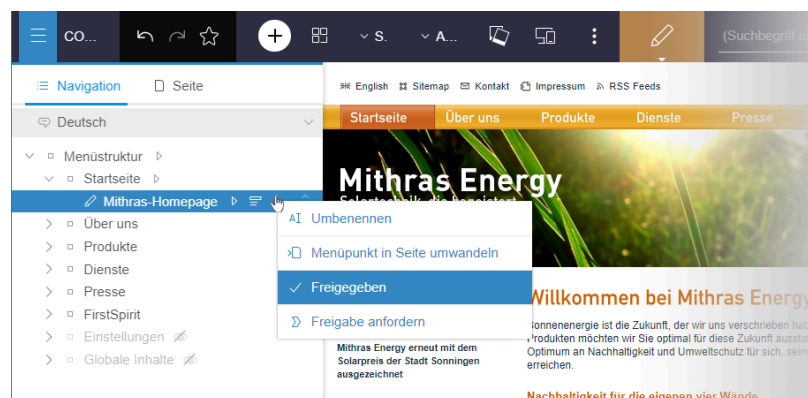 CO...
S.
A...
(Suchbegriff
Navigation
Seite
Deutsch
Menüstruktur
Startseite
Mithras-Homepage
Über uns
Produkte
Dienste
Presse
FirstSpirit
Einstellungen
Globale Inhalte
Umbenennen
Menüpunkt in Seite umwandeln
Freigegeben
Freigabe anfordern
English Sitemap Kontakt Impressum RSS Feeds
Startseite Über uns Produkte Dienste Presse
Mithras Energy
Solartechnik, die begeistert
Willkommen bei Mithras Energy
Sonnenenergie ist die Zukunft, der wir uns verschrieben
Produkten möchten wir Sie optimal für diese Zukunft
Optimum an Nachhaltigkeit und Umweltschutz für sich,
erreichen.
Nachhaltigkeit für die eigenen vier Wände
Mithras Energy erneut mit dem
Solarpreis der Stadt Sonningen
ausgezeichnet